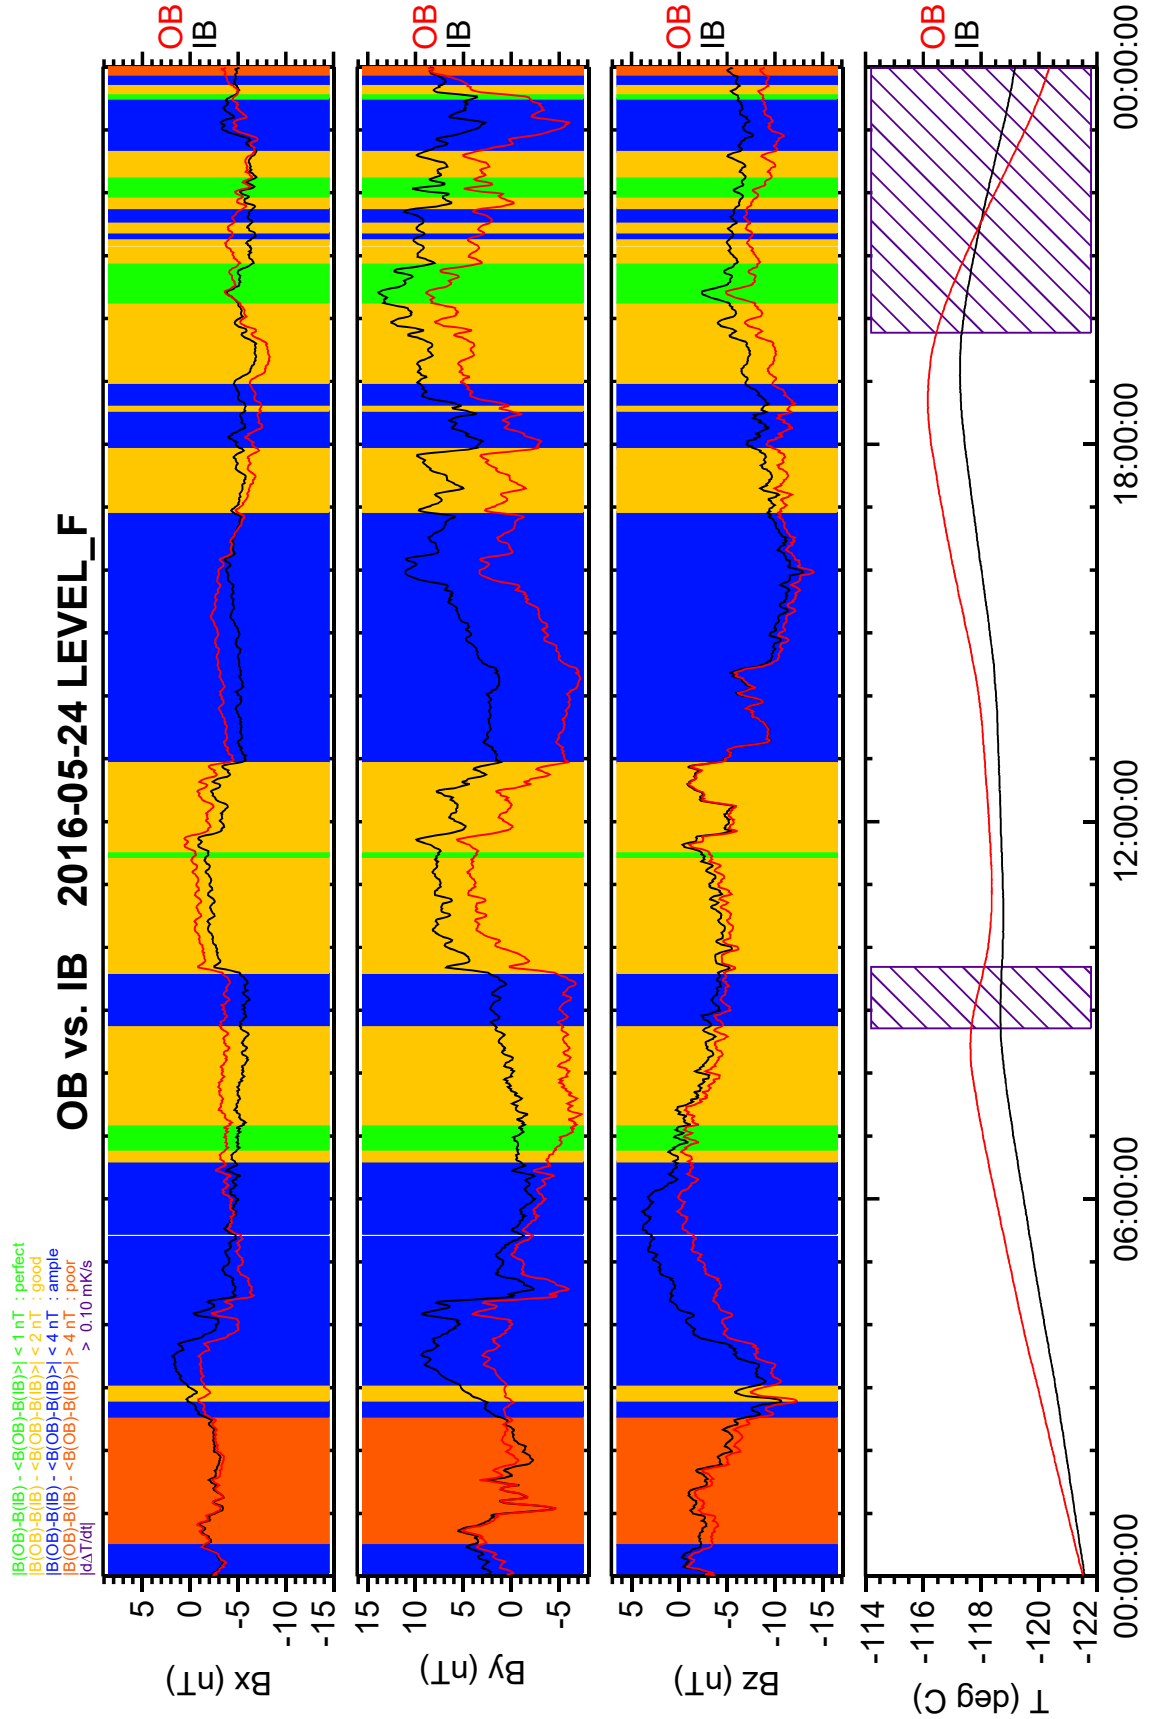 |B(OB)-B(IB) - <B(OB)-B(IB)>| < 1 nT : perfect
|B(OB)-B(IB) - <B(OB)-B(IB)>| < 2 nT : good
|B(OB)-B(IB) - <B(OB)-B(IB)>| < 4 nT : ample
|B(OB)-B(IB) - <B(OB)-B(IB)>| > 4 nT : poor
|dΔT/dt| > 0.10 mK/s
OB vs. IB 2016-05-24 LEVEL_F
Bx (nT)
5
0
-5
-10
-15
OB
IB
By (nT)
15
10
5
0
-5
OB
IB
Bz (nT)
5
0
-5
-10
-15
OB
IB
T (deg C)
-114
-116
-118
-120
-122
OB
IB
00:00:00
06:00:00
12:00:00
18:00:00
00:00:00